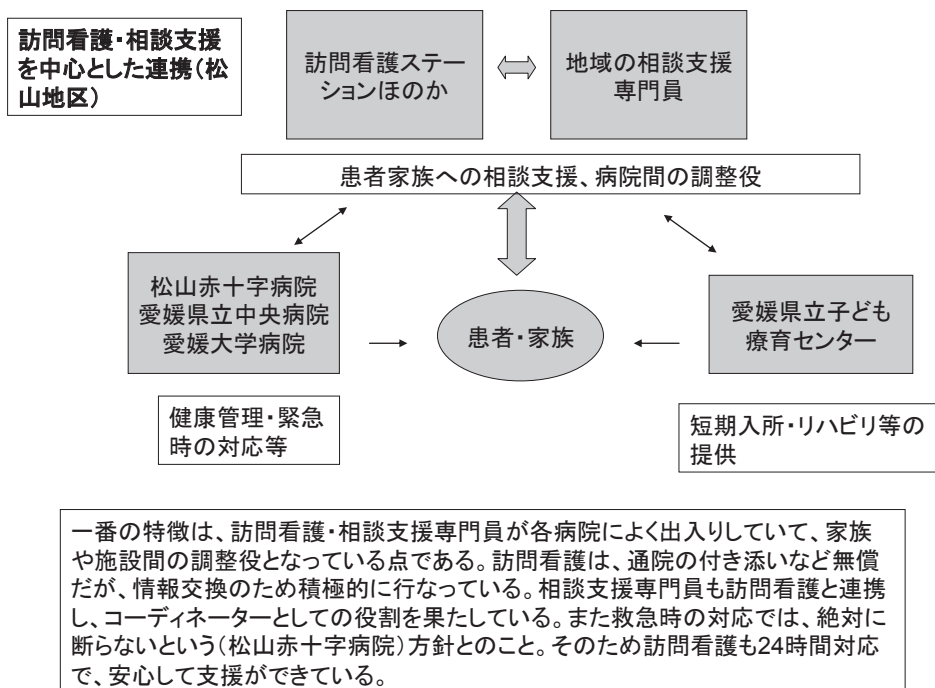 訪問看護・相談支援
を中心とした連携(松
山地区)
訪問看護ステー
ションほのか
地域の相談支援
専門員
患者家族への相談支援、病院間の調整役
松山赤十字病院
愛媛県立中央病院
愛媛大学病院
患者・家族
愛媛県立子ども
療育センター
健康管理・緊急
時の対応等
短期入所・リハビリ等の
提供
一番の特徴は、訪問看護・相談支援専門員が各病院によく出入りしていて、家族
や施設間の調整役となっている点である。訪問看護は、通院の付き添いなど無償
だが、情報交換のため積極的に行なっている。相談支援専門員も訪問看護と連携
し、コーディネーターとしての役割を果たしている。また救急時の対応では、絶対に
断らないという(松山赤十字病院)方針とのこと。そのため訪問看護も24時間対応
で、安心して支援ができている。